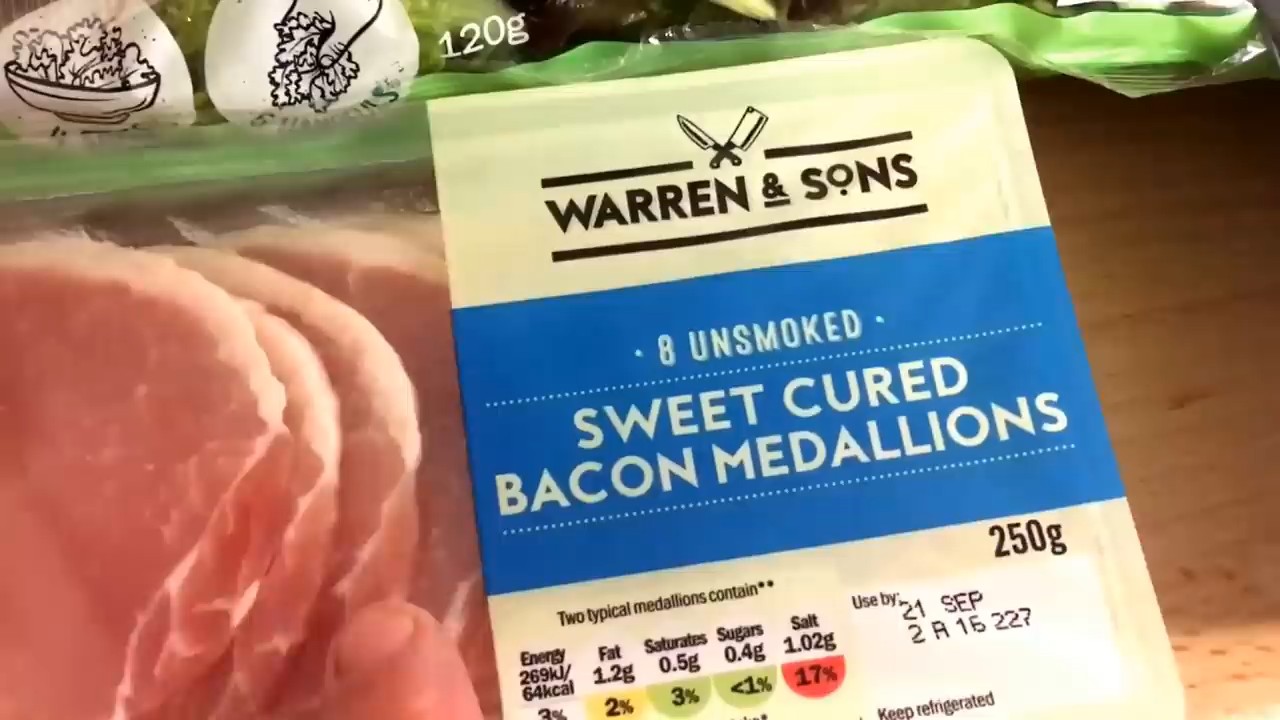 120g
WARREN & SONS
· 8 UNSMOKED ·
SWEET CURED
BACON MEDALLIONS
250g
Two typical medallions contain**
Energy
269kJ/
64kcal
3%
Fat
1.2g
2%
Saturates
0.5g
3%
Sugars
0.4g
<1%
Salt
1.02g
17%
Use by:
21 SEP
2 A 16 227
Keep refrigerated